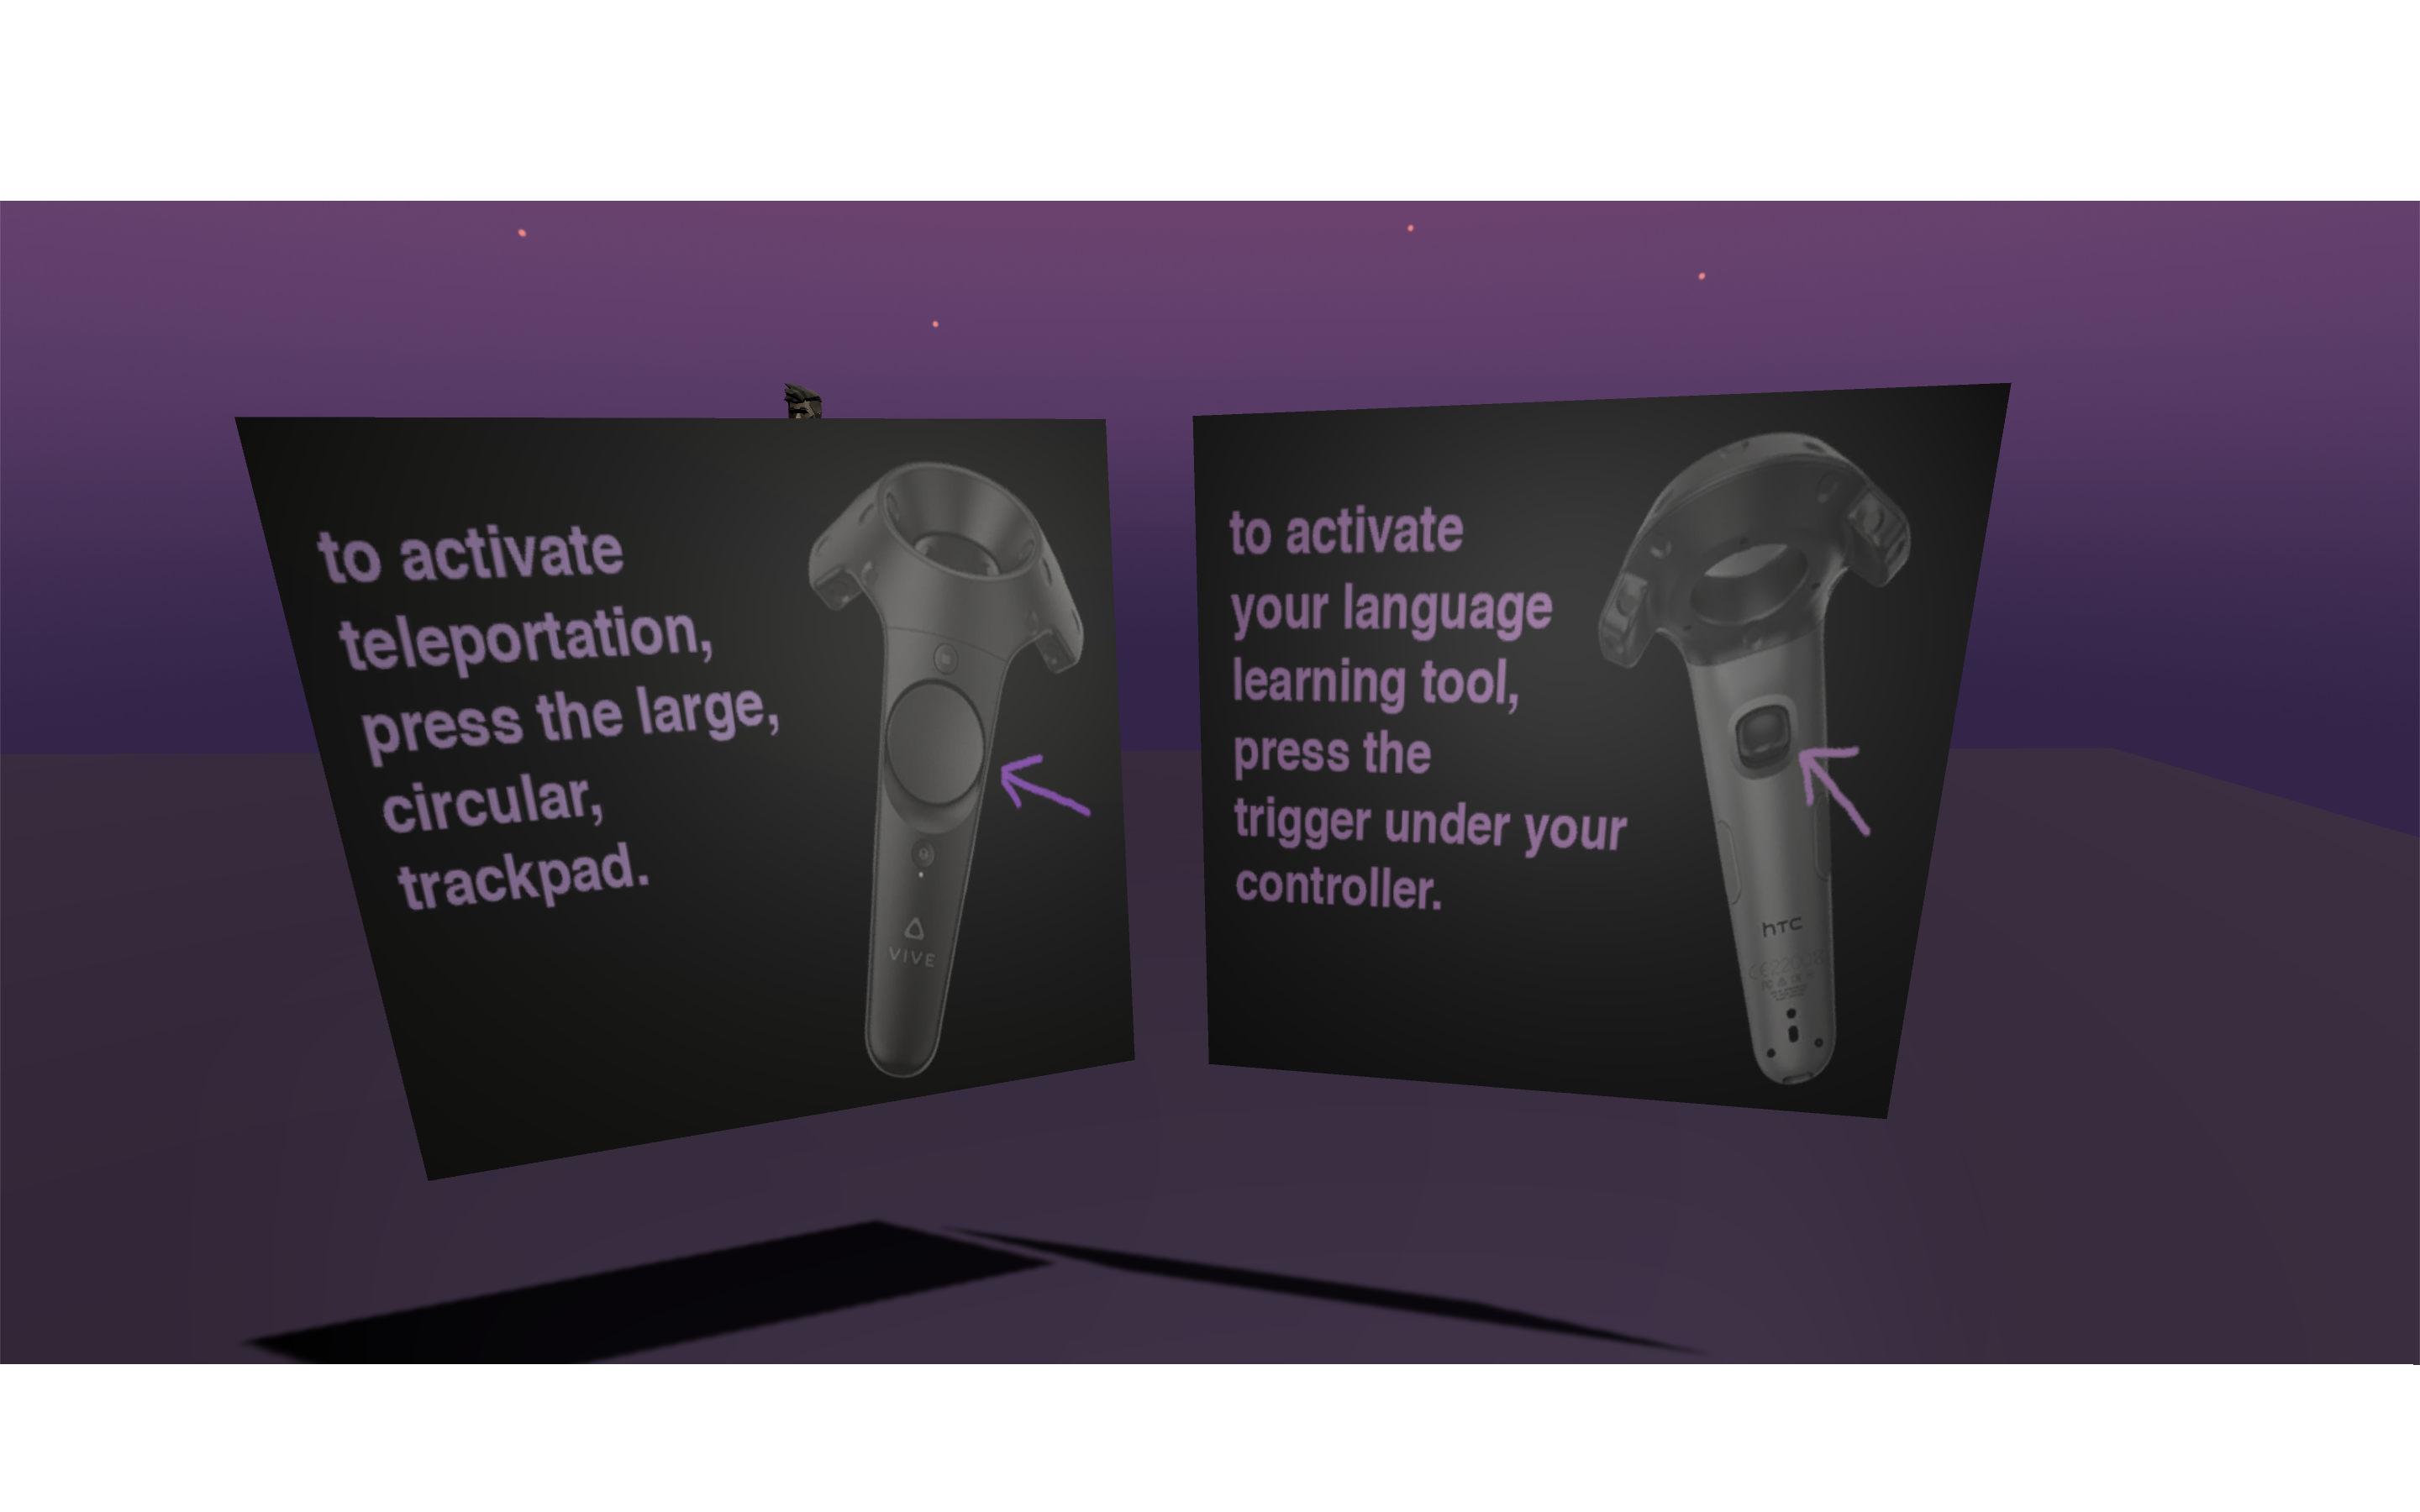 to activate
teleportation,
press the large,
circular,
trackpad.
VIVE
to activate
your language
learning tool,
press the
trigger under your
controller.
hTC